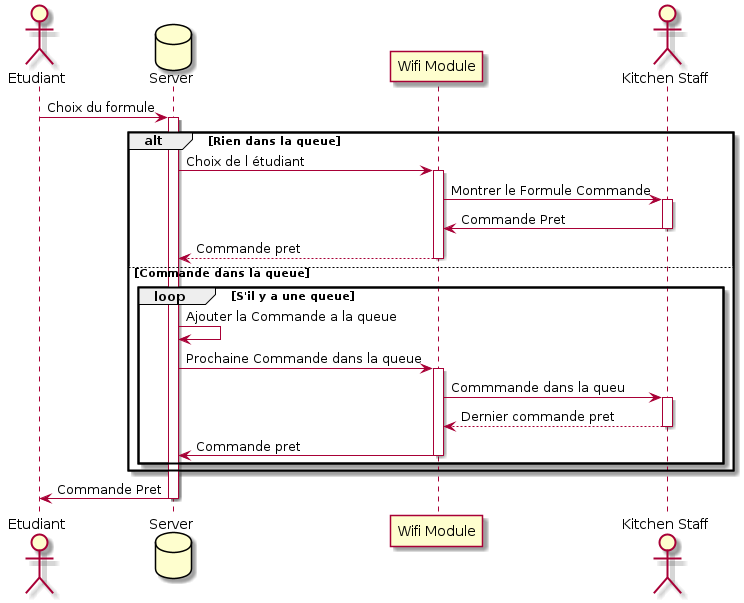 Etudiant
Server
Wifi Module
Kitchen Staff
Choix du formule
alt [Rien dans la queue]
Choix de l étudiant
Montrer le Formule Commande
Commande Pret
Commande pret
[Commande dans la queue]
loop [S'il y a une queue]
Ajouter la Commande a la queue
Prochaine Commande dans la queue
Commmande dans la queu
Dernier commande pret
Commande pret
Commande Pret
Etudiant
Server
Wifi Module
Kitchen Staff